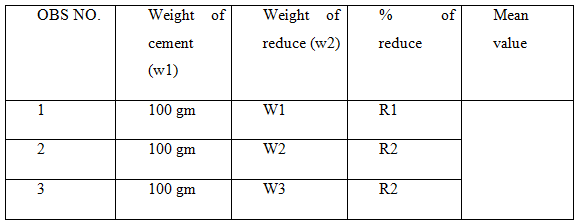 OBS NO. Weight of Weight of % of Mean
cement reduce (w2) reduce value
(w1)
1 100 gm W1 R1
2 100 gm W2 R2
3 100 gm W3 R2